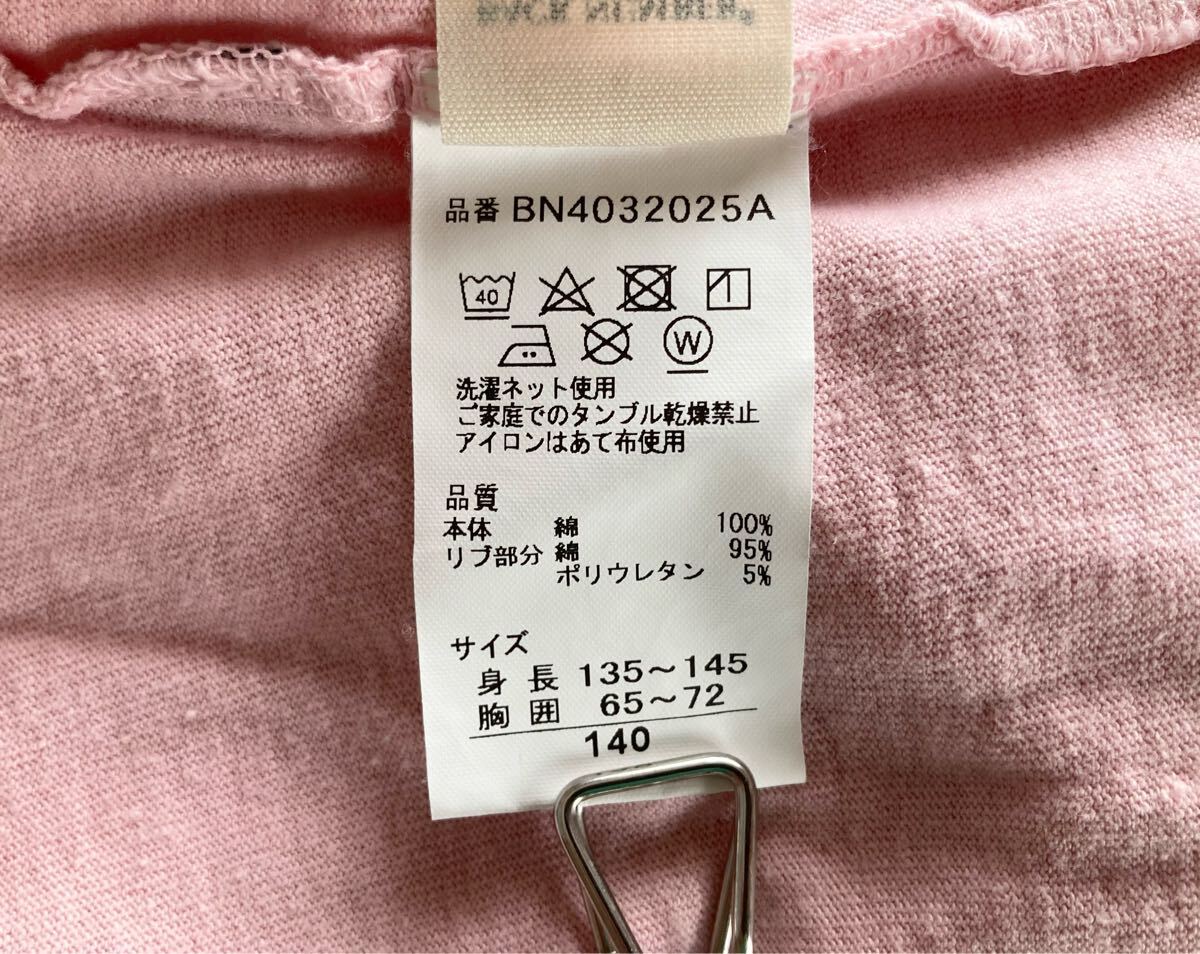 品番 BN4032025A
40
W
洗濯ネット使用
ご家庭でのタンブル乾燥禁止
アイロンはあて布使用
品質
本体 綿 100%
リブ部分 綿 95%
ポリウレタン 5%
サイズ
身長 135～145
胸囲 65～72
140